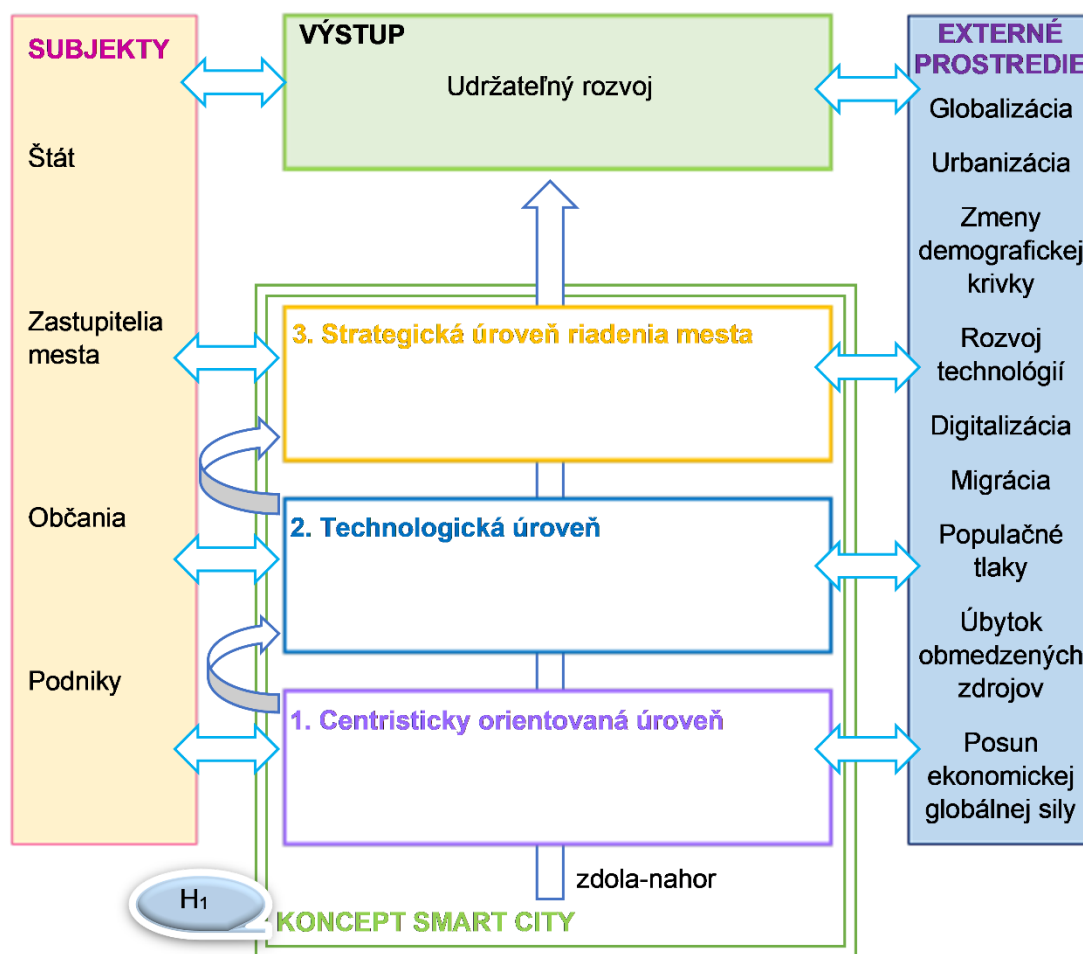 SUBJEKTY
Štát
Zastupitelia
mesta
Občania
Podniky
VÝSTUP
Udržateľný rozvoj
3. Strategická úroveň riadenia mesta
2. Technologická úroveň
1. Centristicky orientovaná úroveň
zdola-nahor
H₁
KONCEPT SMART CITY
EXTERNÉ
PROSTREDIE
Globalizácia
Urbanizácia
Zmeny
demografickej
krivky
Rozvoj
technológií
Digitalizácia
Migrácia
Populačné
tlaky
Úbytok
obmedzených
zdrojov
Posun
ekonomickej
globálnej sily